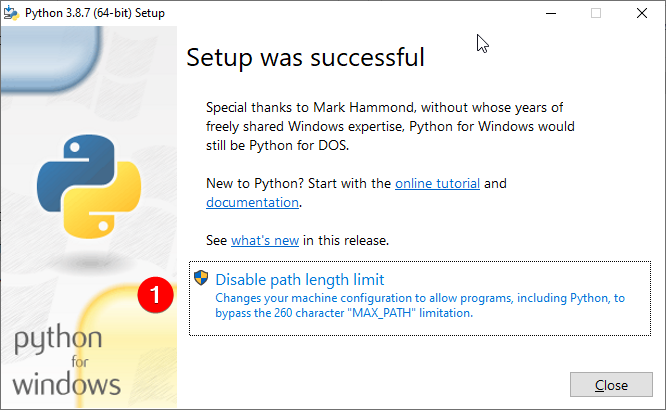 Python 3.8.7 (64-bit) Setup
Setup was successful
Special thanks to Mark Hammond, without whose years of
freely shared Windows expertise, Python for Windows would
still be Python for DOS.
New to Python? Start with the online tutorial and
documentation.
See what's new in this release.
1
Disable path length limit
Changes your machine configuration to allow programs, including Python, to
bypass the 260 character "MAX_PATH" limitation.
python
for
windows
Close